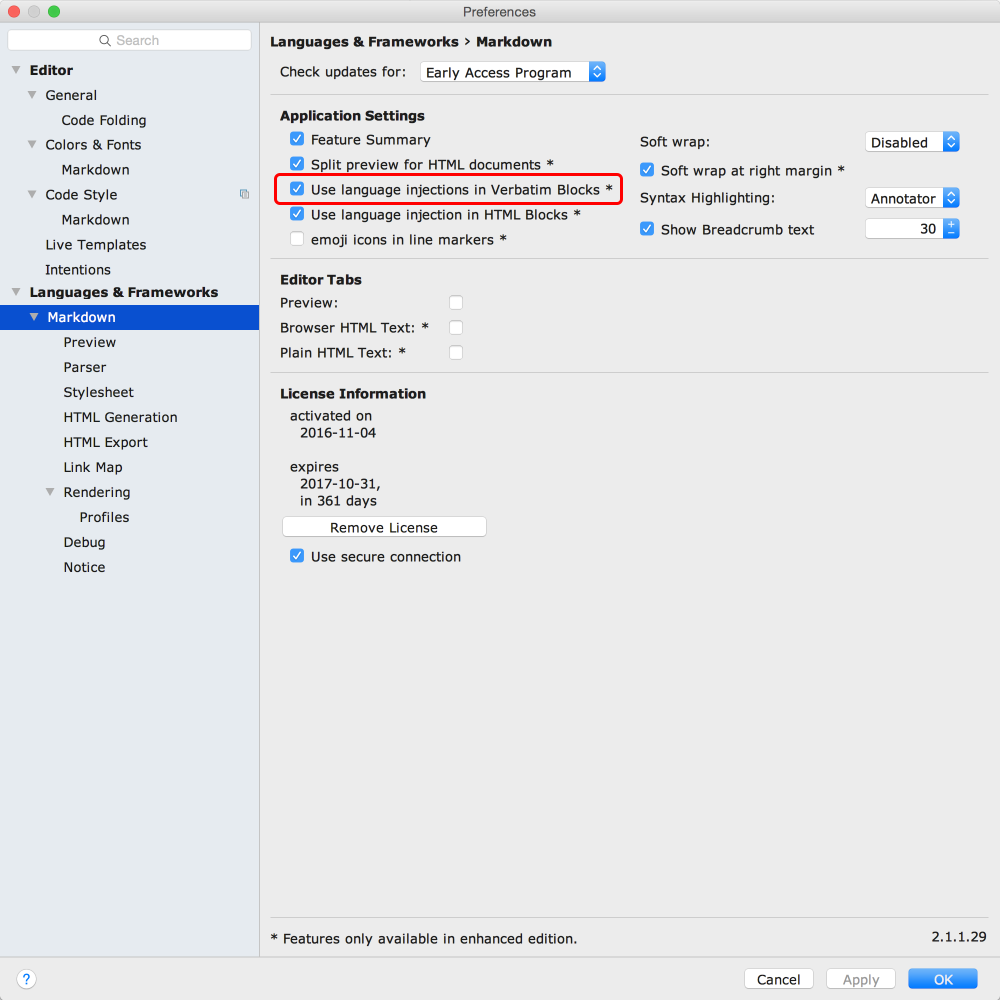 Preferences
Search
Editor
General
Code Folding
Colors & Fonts
Markdown
Code Style
Markdown
Live Templates
Intentions
Languages & Frameworks
Markdown
Preview
Parser
Stylesheet
HTML Generation
HTML Export
Link Map
Rendering
Profiles
Debug
Notice
Languages & Frameworks › Markdown
Check updates for: Early Access Program
Application Settings
Feature Summary
Split preview for HTML documents *
Use language injections in Verbatim Blocks *
Use language injection in HTML Blocks *
emoji icons in line markers *
Soft wrap: Disabled
Soft wrap at right margin *
Syntax Highlighting: Annotator
Show Breadcrumb text 30
Editor Tabs
Preview:
Browser HTML Text: *
Plain HTML Text: *
License Information
activated on
2016-11-04
expires
2017-10-31,
in 361 days
Remove License
Use secure connection
* Features only available in enhanced edition.
2.1.1.29
?
Cancel
Apply
OK